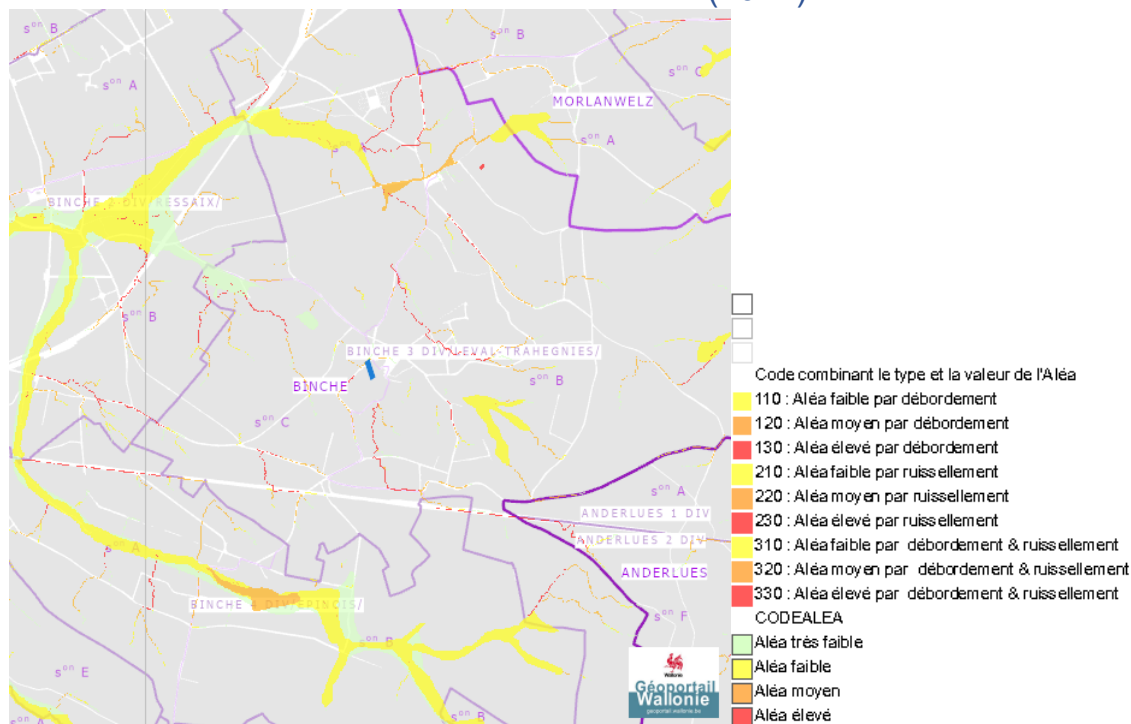 sᵒⁿ B
sᵒⁿ B
sᵒⁿ C
sᵒⁿ A
MORLANWELZ
sᵒⁿ A
sᵒⁿ A
BINCHE 2 DIV/RESSAIX/
sᵒⁿ B
BINCHE 3 DIV/LEVAL-TRAHEGNIES/
BINCHE
sᵒⁿ B
sᵒⁿ C
sᵒⁿ A
ANDERLUES 1 DIV
ANDERLUES 2 DIV
sᵒⁿ A
ANDERLUES
BINCHE 4 DIV/EPINOIS/
sᵒⁿ F
sᵒⁿ B
sᵒⁿ E
sᵒⁿ B
Wallonie
Géoportail
Wallonie
geoportail.wallonie.be
Code combinant le type et la valeur de l'Aléa
110 : Aléa faible par débordement
120 : Aléa moyen par débordement
130 : Aléa élevé par débordement
210 : Aléa faible par ruissellement
220 : Aléa moyen par ruissellement
230 : Aléa élevé par ruissellement
310 : Aléa faible par débordement & ruissellement
320 : Aléa moyen par débordement & ruissellement
330 : Aléa élevé par débordement & ruissellement
CODEALEA
Aléa très faible
Aléa faible
Aléa moyen
Aléa élevé